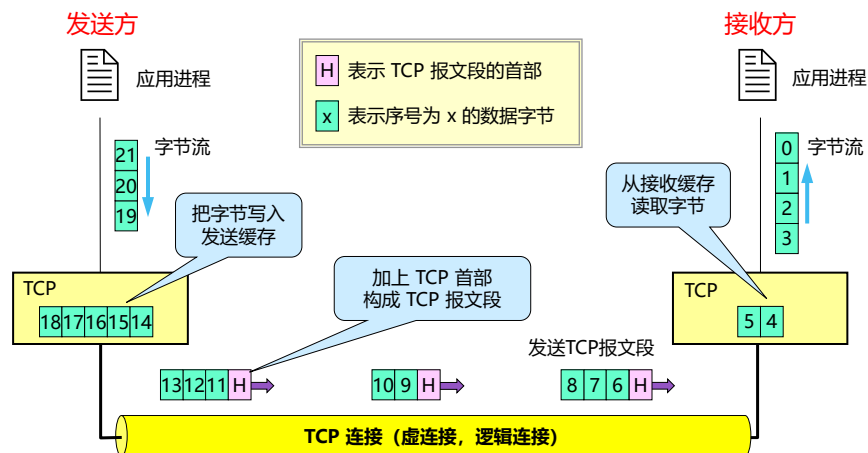 发送方
接收方
H 表示 TCP 报文段的首部
x 表示序号为 x 的数据字节
应用进程
应用进程
字节流
21
20
19
字节流
0
1
2
3
把字节写入
发送缓存
从接收缓存
读取字节
加上 TCP 首部
构成 TCP 报文段
TCP
18 17 16 15 14
TCP
5 4
发送TCP报文段
13 12 11 H
10 9 H
8 7 6 H
TCP 连接（虚连接，逻辑连接）